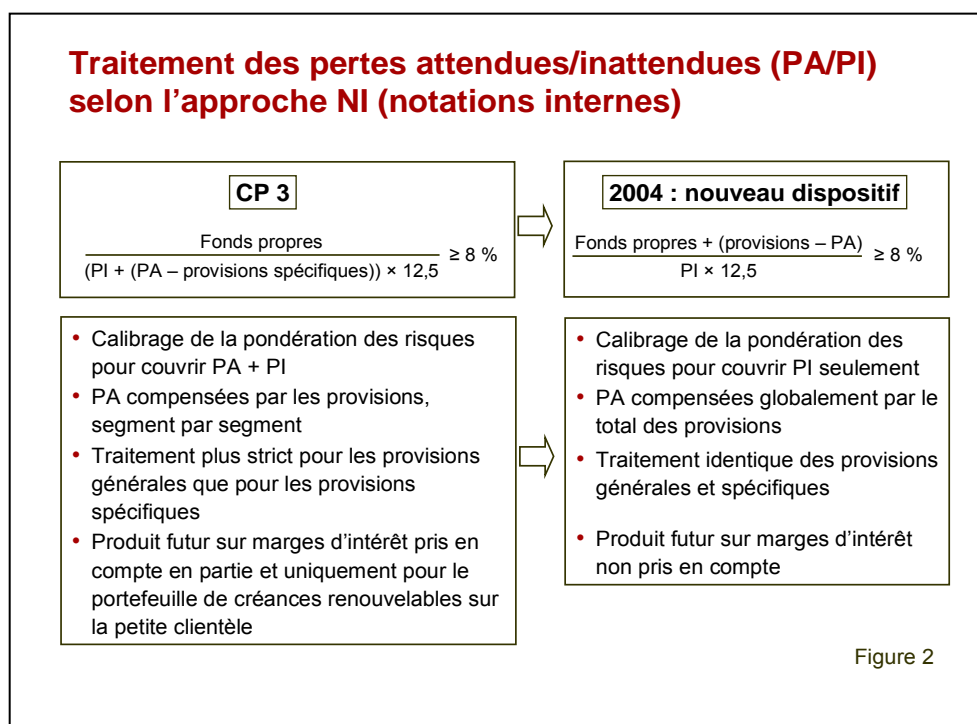 Traitement des pertes attendues/inattendues (PA/PI)
selon l’approche NI (notations internes)
CP 3
Fonds propres
(PI + (PA – provisions spécifiques)) × 12,5
≥ 8 %
2004 : nouveau dispositif
Fonds propres + (provisions – PA)
PI × 12,5
≥ 8 %
• Calibrage de la pondération des risques
pour couvrir PA + PI
• PA compensées par les provisions,
segment par segment
• Traitement plus strict pour les provisions
générales que pour les provisions
spécifiques
• Produit futur sur marges d’intérêt pris en
compte en partie et uniquement pour le
portefeuille de créances renouvelables sur
la petite clientèle
• Calibrage de la pondération des
risques pour couvrir PI seulement
• PA compensées globalement par le
total des provisions
• Traitement identique des provisions
générales et spécifiques
• Produit futur sur marges d’intérêt
non pris en compte
Figure 2